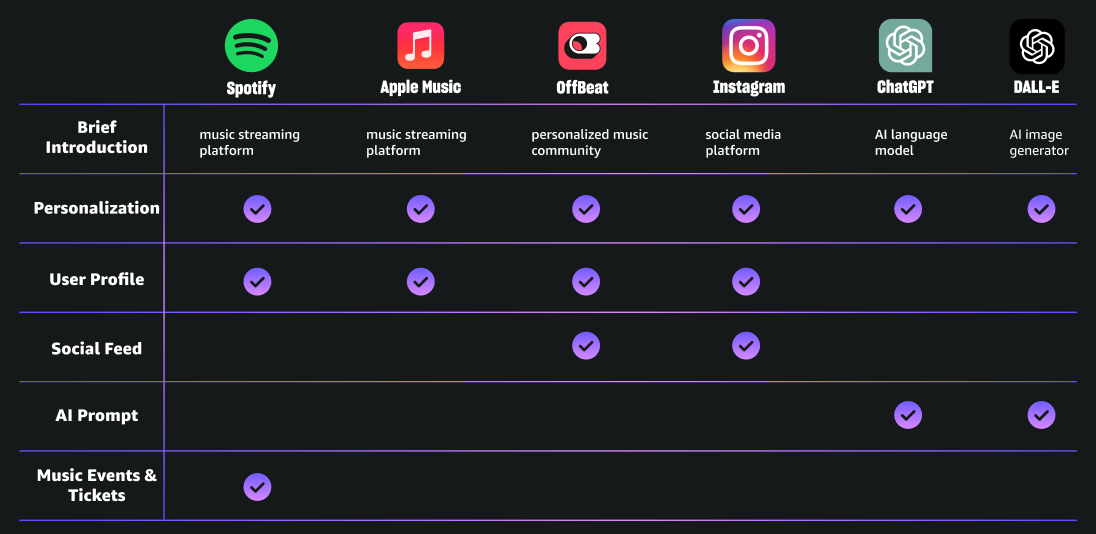 Spotify
Apple Music
OffBeat
Instagram
ChatGPT
DALL-E
Brief
Introduction
music streaming
platform
music streaming
platform
personalized music
community
social media
platform
AI language
model
AI image
generator
Personalization
User Profile
Social Feed
AI Prompt
Music Events &
Tickets